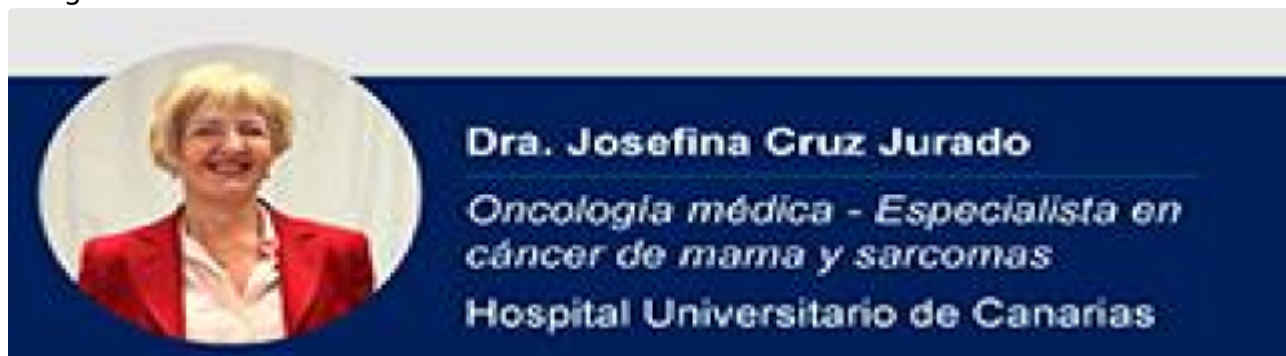 Dra. Josefina Cruz Jurado
Oncología médica - Especialista en
cáncer de mama y sarcomas
Hospital Universitario de Canarias